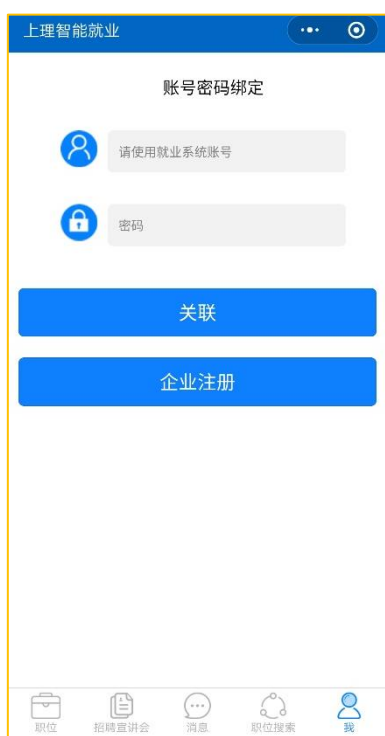 上理智能就业
账号密码绑定
请使用就业系统账号
密码
关联
企业注册
职位 招聘宣讲会 消息 职位搜索 我